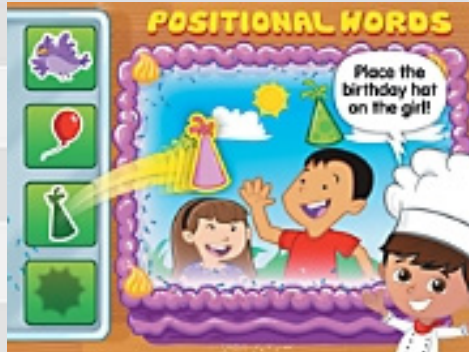 POSITIONAL WORDS
Place the
birthday hat
on the girl!